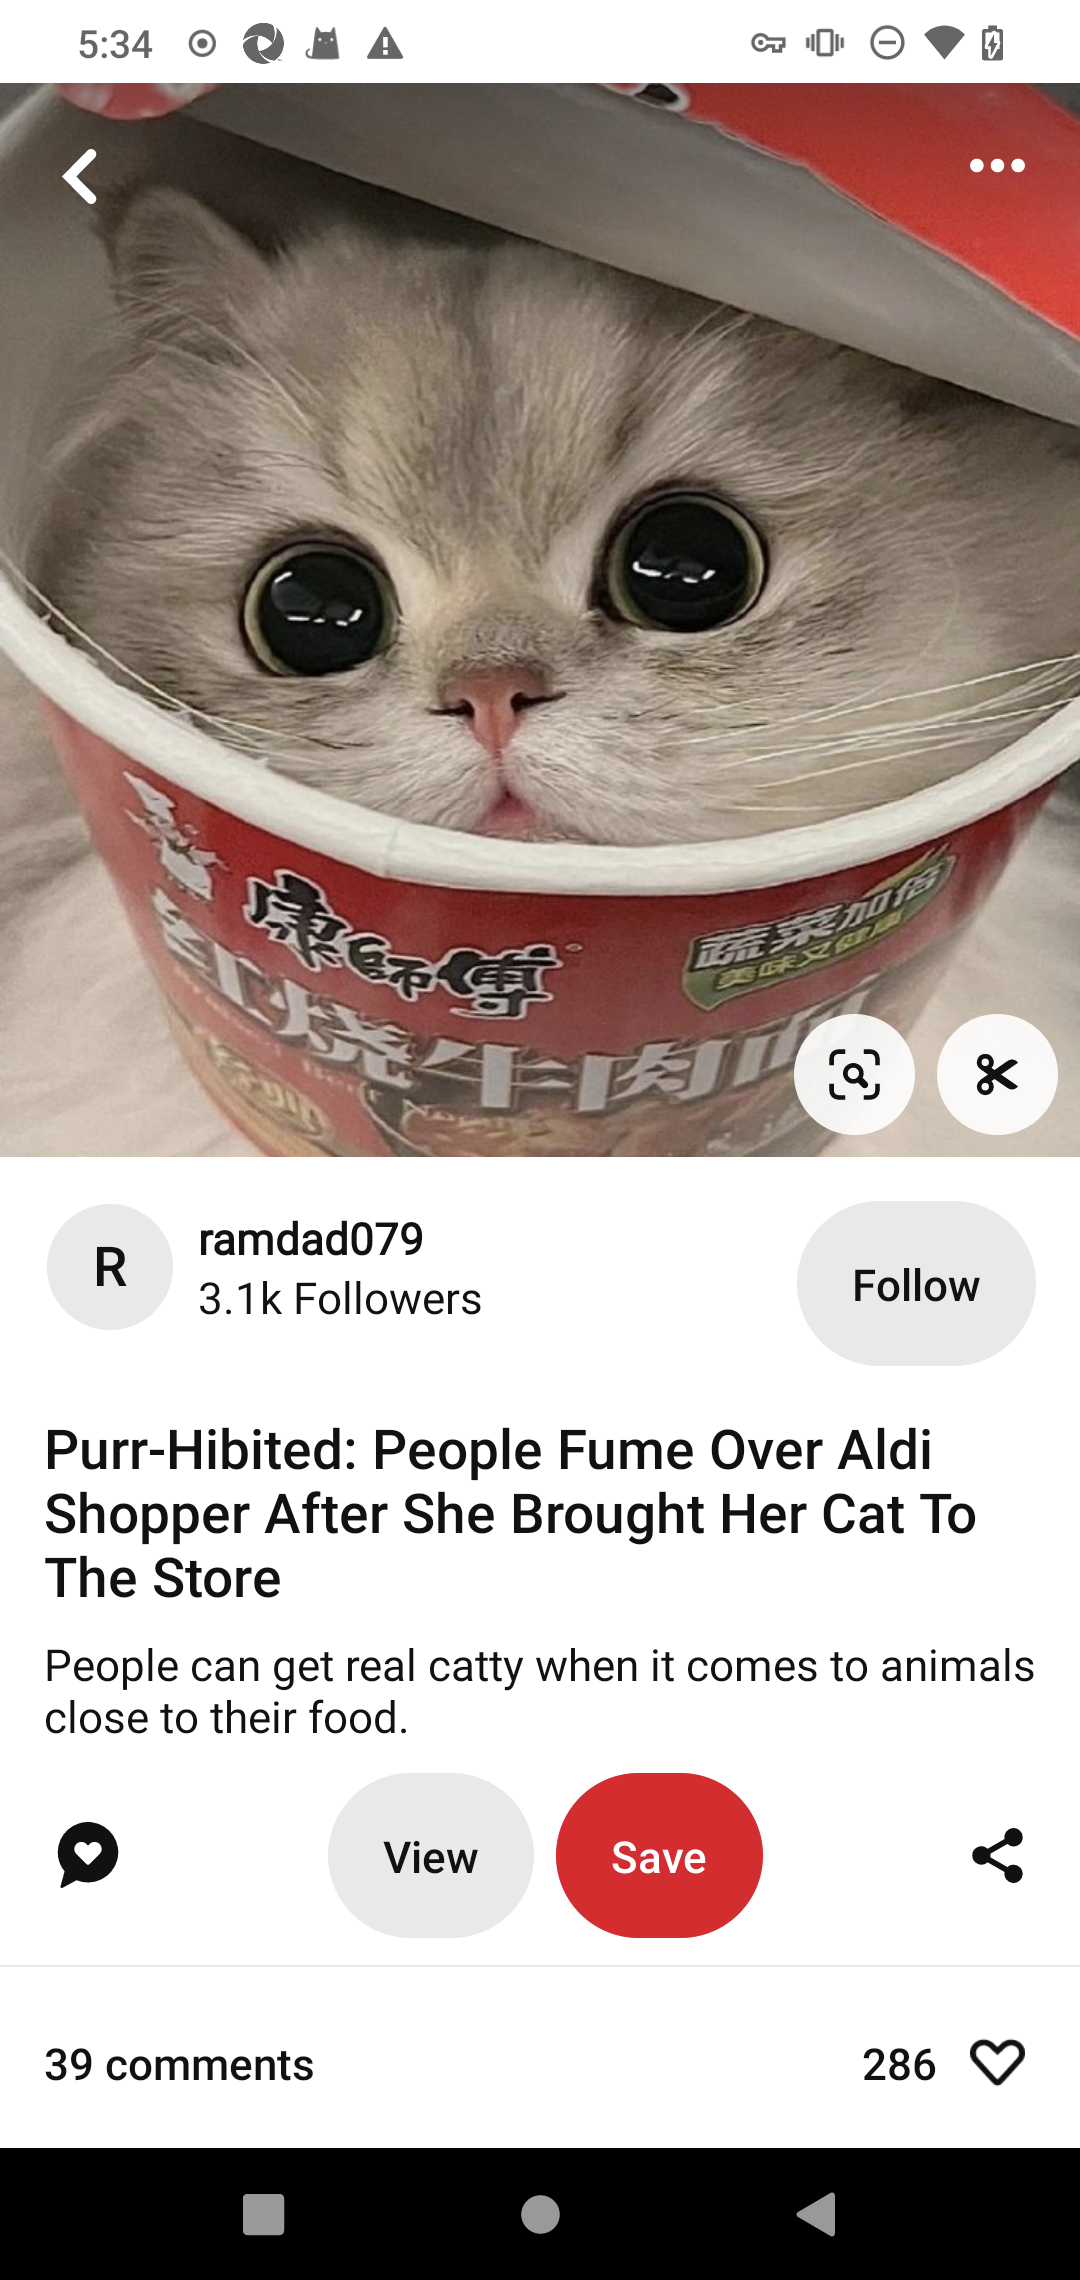 5:34
康師傅
蔬菜加倍
美味又健康
红烧牛肉面
R
ramdad079
3.1k Followers
Follow
Purr-Hibited: People Fume Over Aldi
Shopper After She Brought Her Cat To
The Store
People can get real catty when it comes to animals
close to their food.
View
Save
39 comments
286